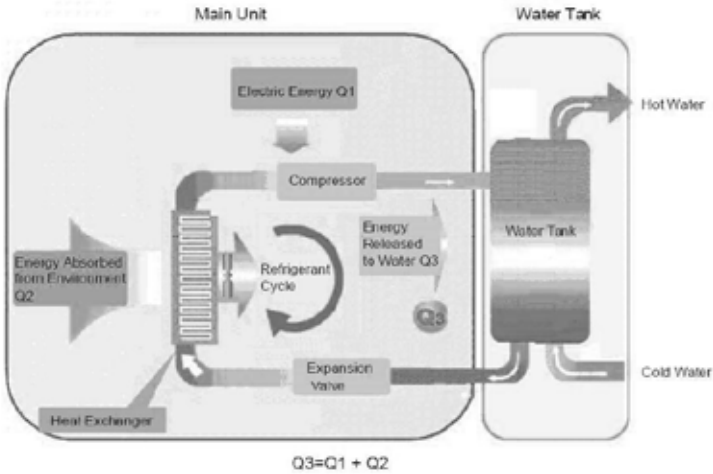 Main Unit
Water Tank
Electric Energy Q1
Hot Water
Compressor
Energy
Released
to Water Q3
Water Tank
Energy Absorbed
from Environment
Q2
Refrigerant
Cycle
Q3
Expansion
Valve
Cold Water
Heat Exchanger
Q3=Q1 + Q2